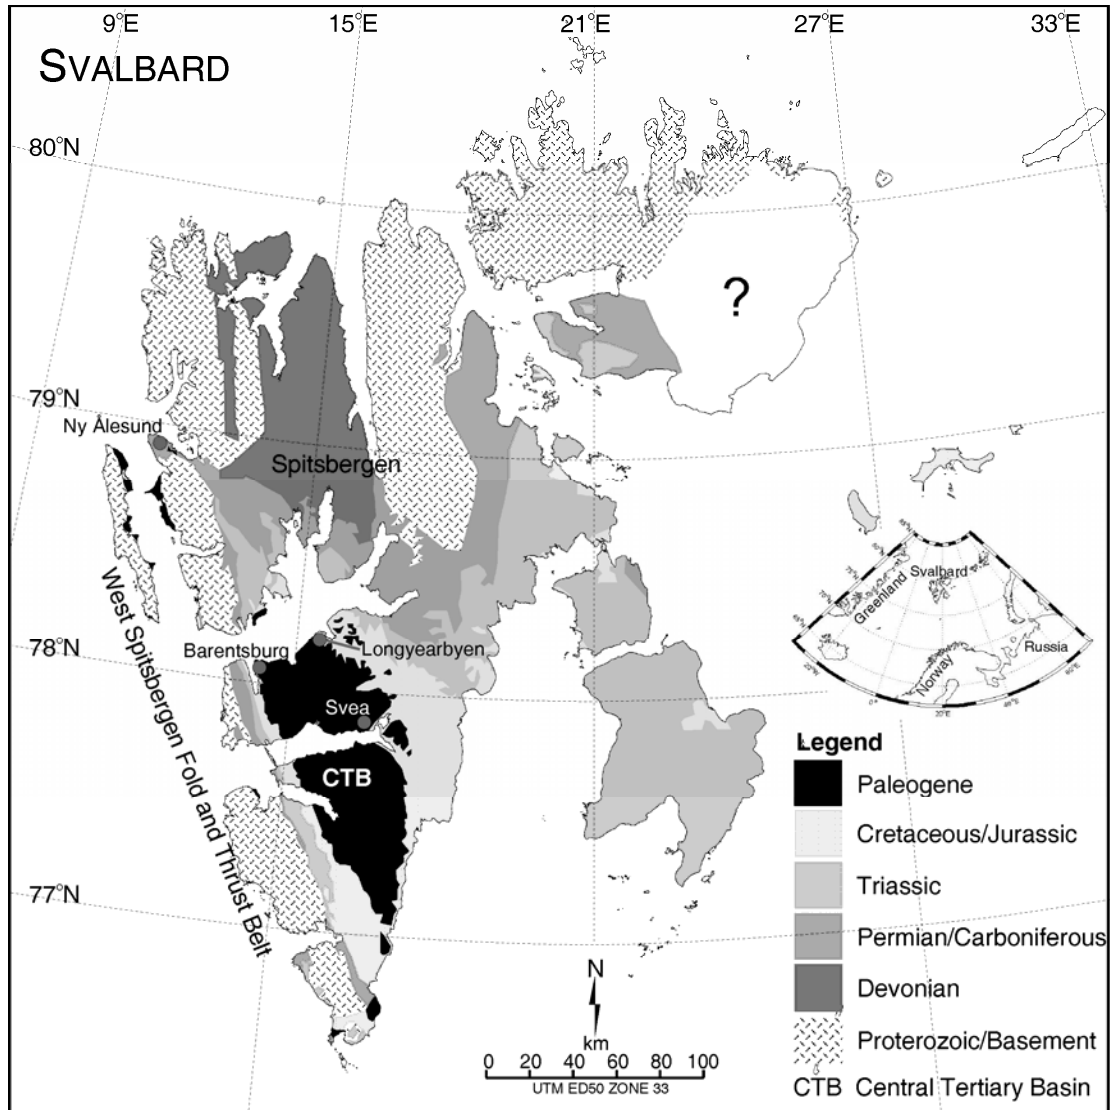 9°E
15°E
21°E
27°E
33°E
SVALBARD
80°N
?
79°N
Ny Ålesund
Spitsbergen
Svalbard
Greenland
Norway
Russia
West Spitsbergen Fold and Thrust Belt
78°N
Barentsburg
Longyearbyen
Svea
CTB
77°N
Legend
Paleogene
Cretaceous/Jurassic
Triassic
Permian/Carboniferous
Devonian
Proterozoic/Basement
CTB Central Tertiary Basin
N
km
0 20 40 60 80 100
UTM ED50 ZONE 33
0°
20°E